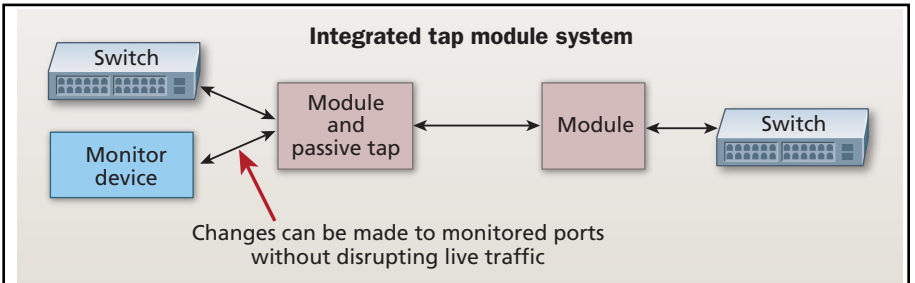 Integrated tap module system
Switch
Module
and
passive tap
Module
Switch
Monitor
device
Changes can be made to monitored ports
without disrupting live traffic